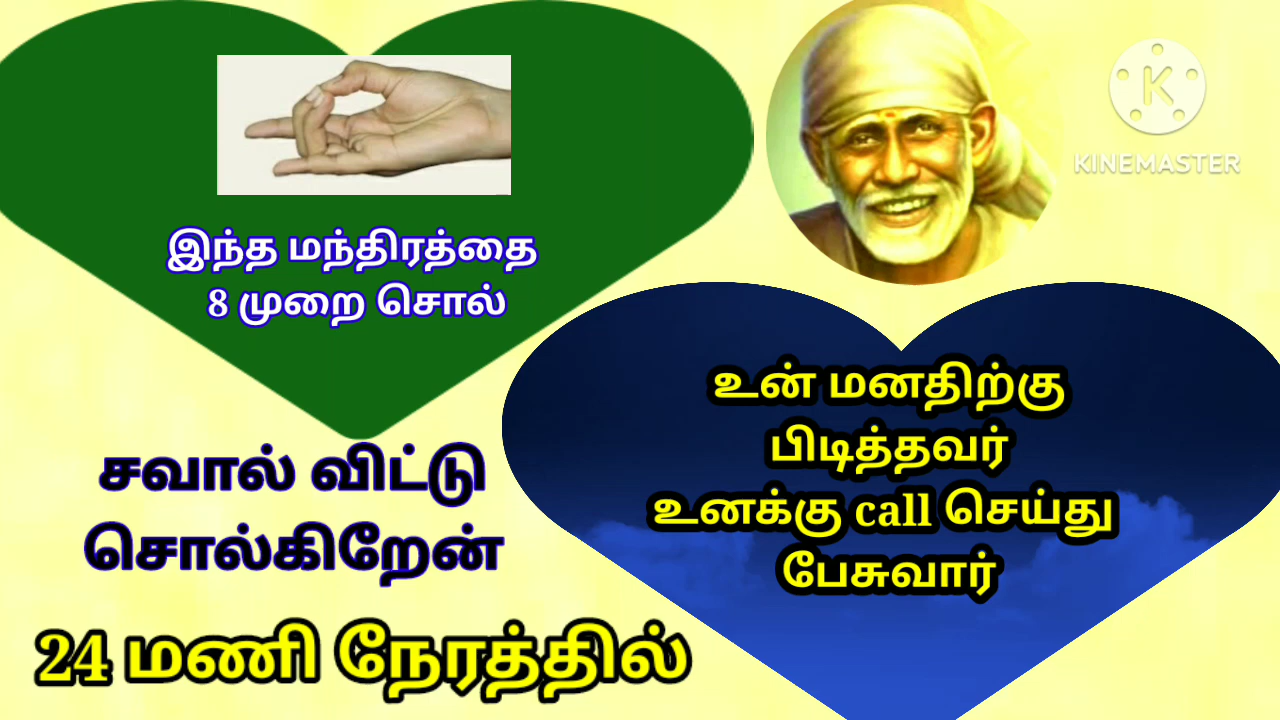 இந்த மந்திரத்தை
8 முறை சொல்
சவால் விட்டு
சொல்கிறேன்
24 மணி நேரத்தில்
உன் மனதிற்கு
பிடித்தவர்
உனக்கு call செய்து
பேசுவார்
K
KINEMASTER